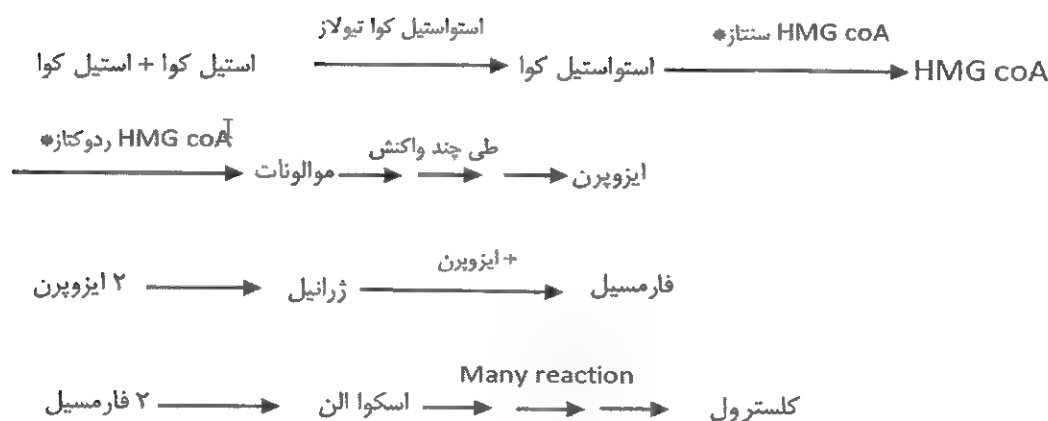 استواستیل کوا تیولاز
HMG coA سنتتاز*
استیل کوا + استیل کوا
استواستیل کوا
HMG coA
HMG coA ردوکتاز*
طی چند واکنش
موالونات
ایزوپرن
+ ایزوپرن
۲ ایزوپرن
ژرانیل
فارمسیل
Many reaction
۲ فارمسیل
اسکوا الن
کلسترول